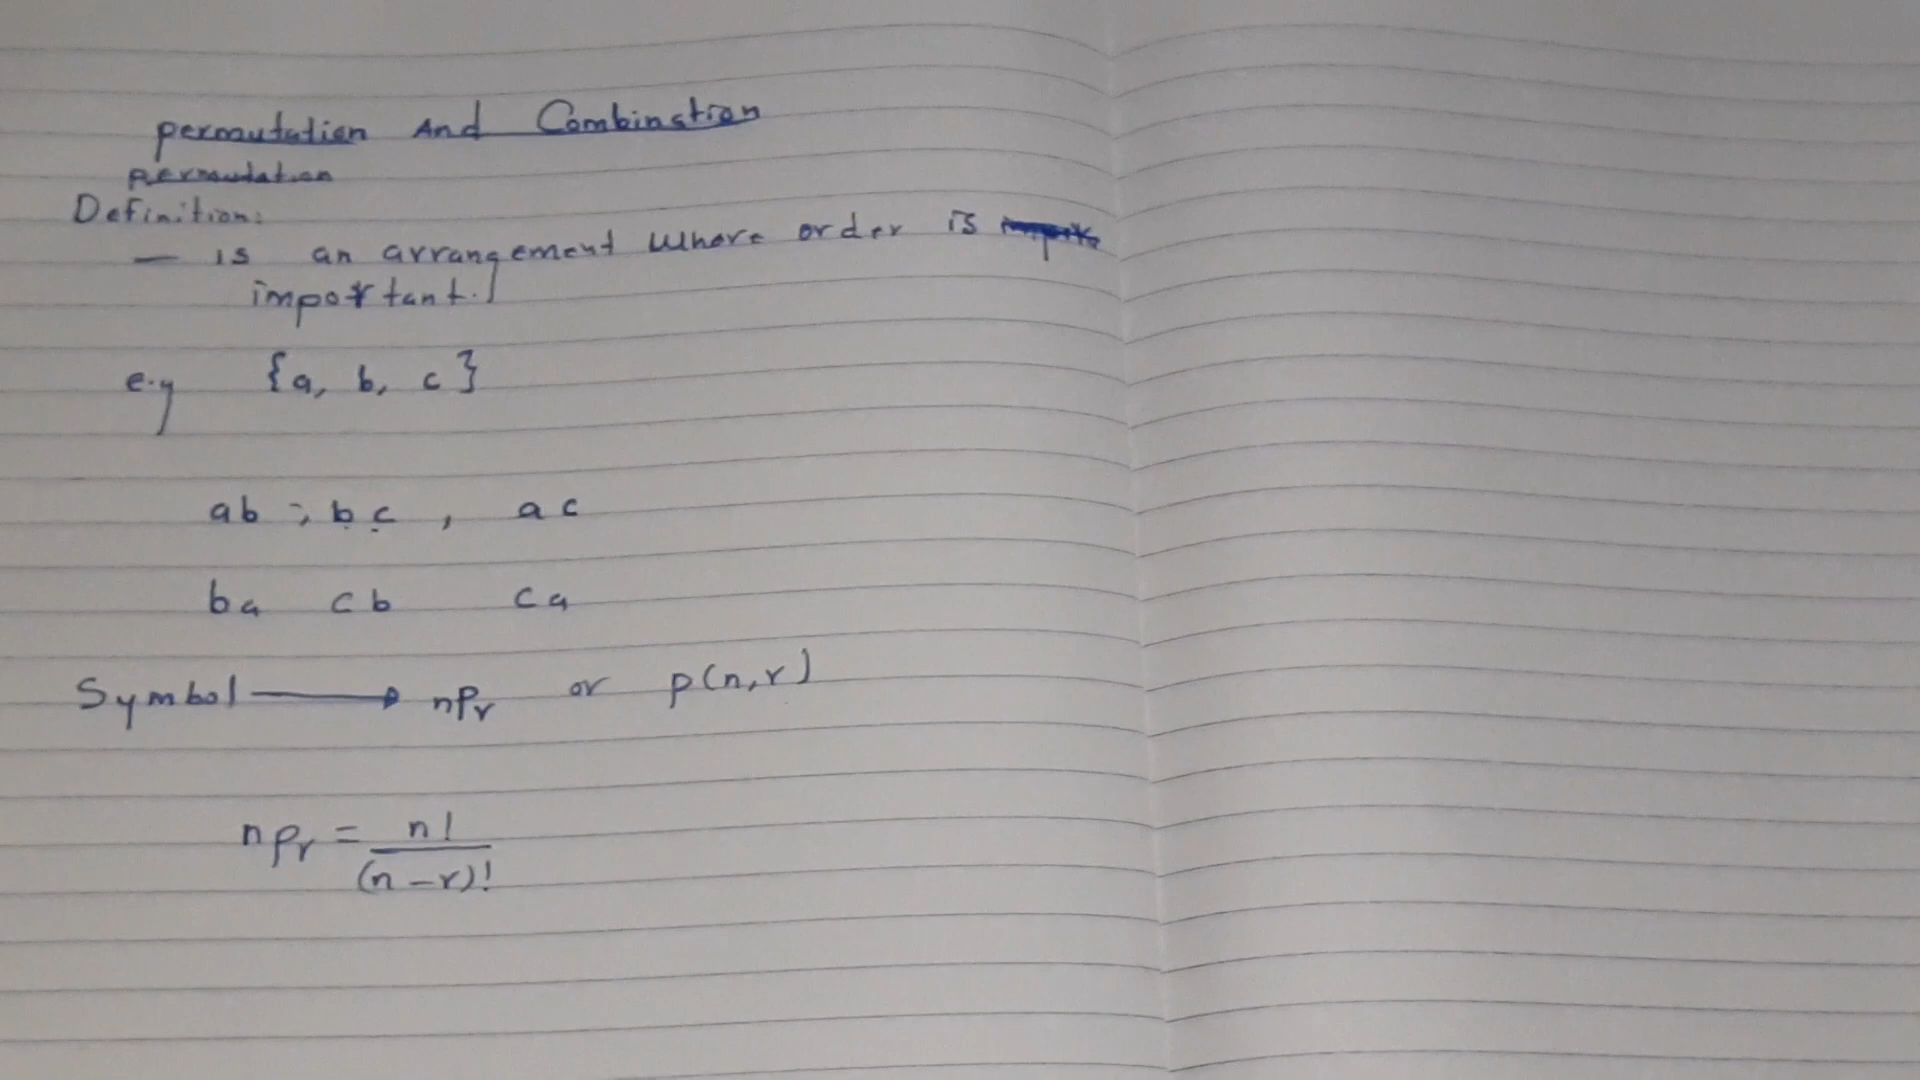 permutation And Combination
permutation
Definition:
— is an arrangement where order is
important.
e.g {a, b, c}
ab , bc , ac
ba cb ca
Symbol → nPr or p(n,r)
nPr = n! / (n-r)!